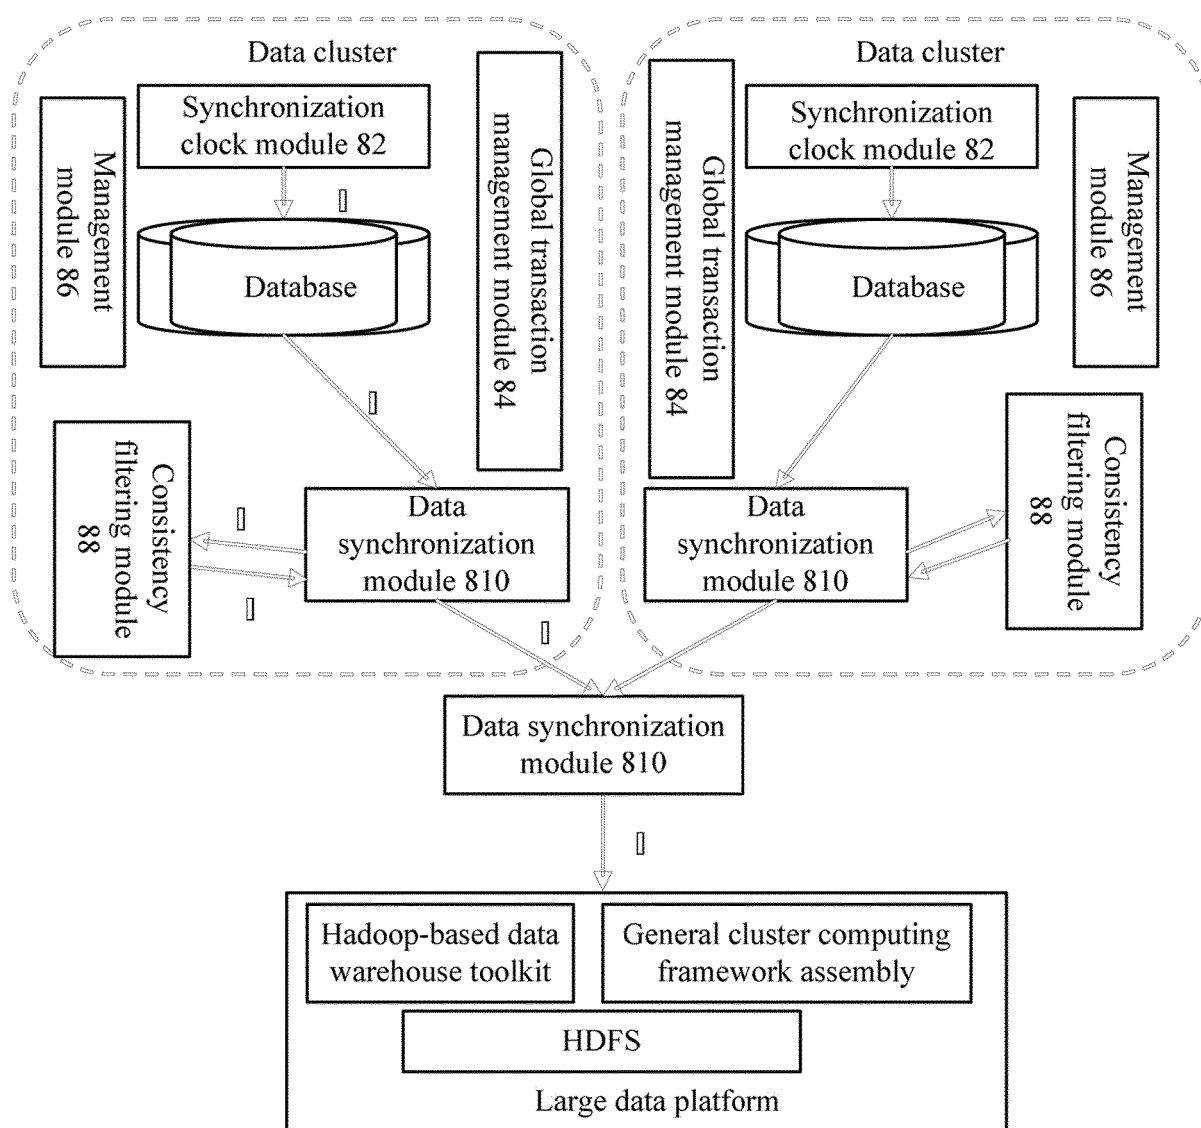 Data cluster
Synchronization
clock module 82
Management
module 86
Global transaction
management module 84
Database
Consistency
filtering module
88
Data
synchronization
module 810
Data cluster
Synchronization
clock module 82
Global transaction
management module 84
Management
module 86
Database
Data
synchronization
module 810
Consistency
filtering module
88
Data synchronization
module 810
Hadoop-based data
warehouse toolkit
General cluster computing
framework assembly
HDFS
Large data platform